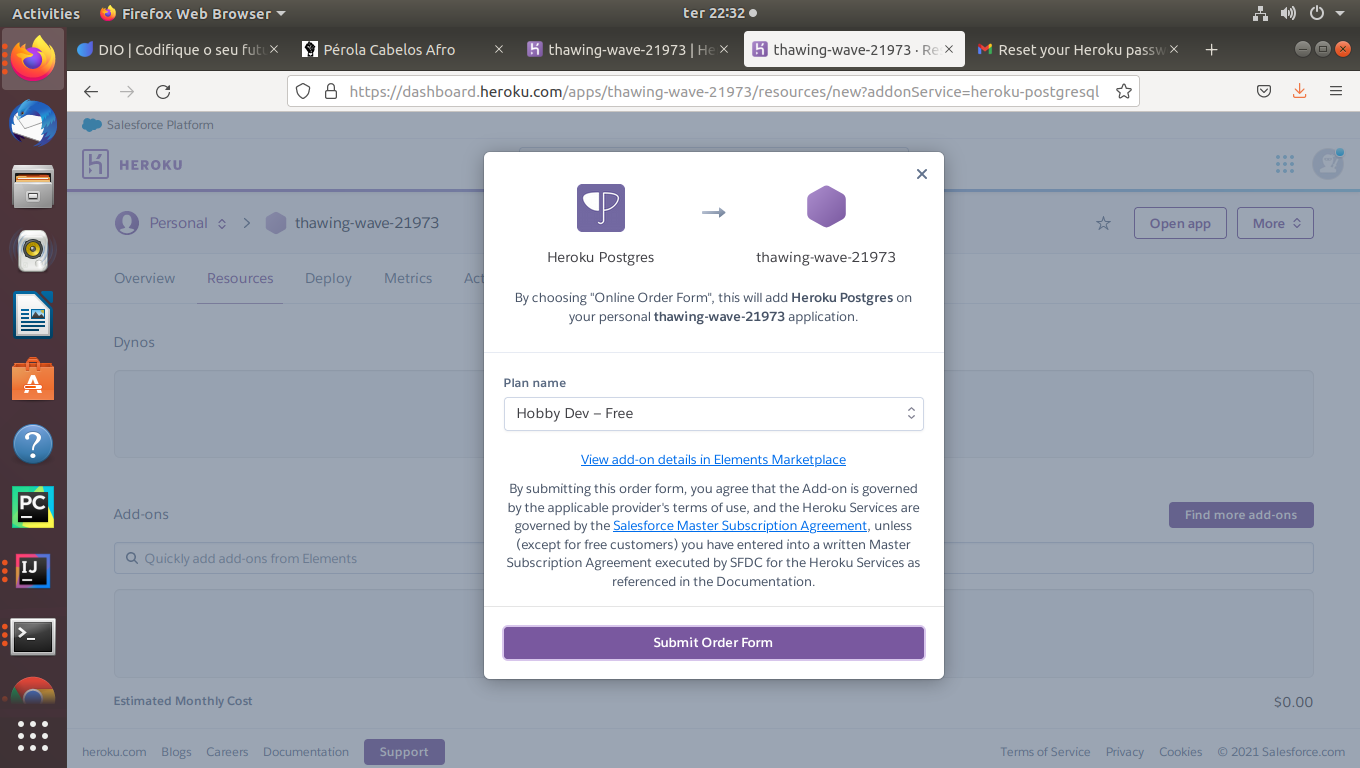 Activities
Firefox Web Browser
ter 22:32
DIO | Codifique o seu futu
Pérola Cabelos Afro
thawing-wave-21973 | He
thawing-wave-21973 · Re
Reset your Heroku passw
https://dashboard.heroku.com/apps/thawing-wave-21973/resources/new?addonService=heroku-postgresql
Salesforce Platform
HEROKU
Personal
thawing-wave-21973
Open app
More
Overview
Resources
Deploy
Metrics
Act
Heroku Postgres
thawing-wave-21973
By choosing "Online Order Form", this will add Heroku Postgres on
your personal thawing-wave-21973 application.
Dynos
Plan name
Hobby Dev – Free
View add-on details in Elements Marketplace
By submitting this order form, you agree that the Add-on is governed
by the applicable provider's terms of use, and the Heroku Services are
governed by the Salesforce Master Subscription Agreement, unless
(except for free customers) you have entered into a written Master
Subscription Agreement executed by SFDC for the Heroku Services as
referenced in the Documentation.
Submit Order Form
Add-ons
Find more add-ons
Quickly add add-ons from Elements
Estimated Monthly Cost
$0.00
heroku.com
Blogs
Careers
Documentation
Support
Terms of Service
Privacy
Cookies
© 2021 Salesforce.com
PC
IJ